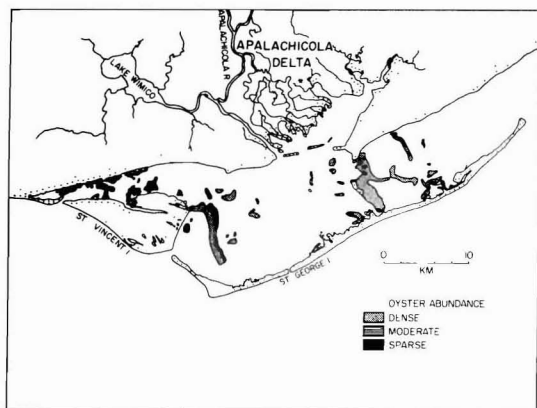 APALACHICOLA R.
APALACHICOLA
DELTA
LAKE WIMICO
ST VINCENT I.
ST GEORGE I.
0 10
KM
OYSTER ABUNDANCE
DENSE
MODERATE
SPARSE